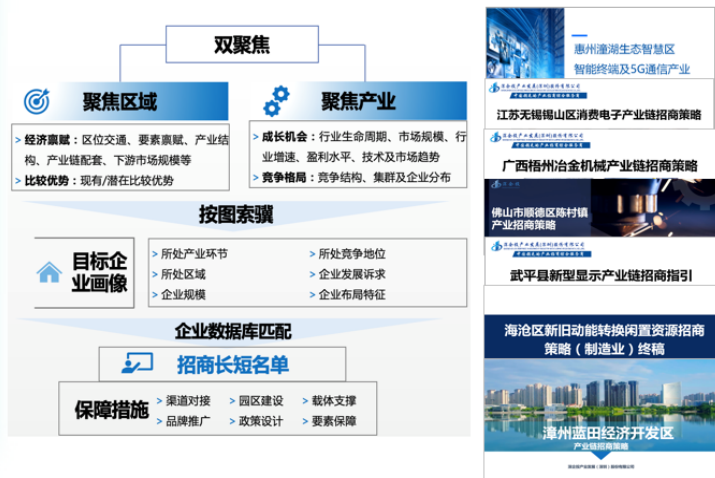 双聚焦
聚焦区域
聚焦产业
> 经济禀赋：区位交通、要素禀赋、产业结
构、产业链配套、下游市场规模等
> 比较优势：现有/潜在比较优势
> 成长机会：行业生命周期、市场规模、行
业增速、盈利水平、技术及市场趋势
> 竞争格局：竞争结构、集群及企业分布
按图索骥
目标企
业画像
> 所处产业环节
> 所处区域
> 企业规模
> 所处竞争地位
> 企业发展诉求
> 企业布局特征
企业数据库匹配
招商长短名单
保障措施
> 渠道对接
> 园区建设
> 载体支撑
> 品牌推广
> 政策设计
> 要素保障
惠州潼湖生态智慧区
智能终端及5G通信产业
江苏无锡锡山区消费电子产业链招商策略
广西梧州冶金机械产业链招商策略
佛山市顺德区陈村镇
产业招商策略
武平县新型显示产业链招商指引
海沧区新旧动能转换闲置资源招商
策略（制造业）终稿
漳州蓝田经济开发区
产业链招商策略